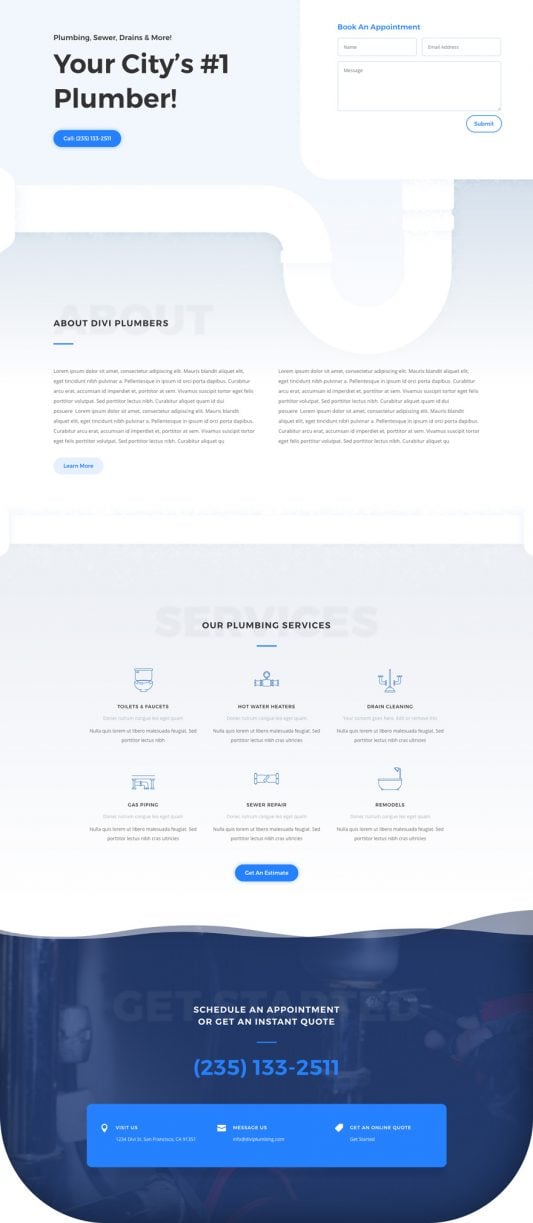 Plumbing, Sewer, Drains & More!
Your City's #1
Plumber!
Call: (235) 133-2511
Book An Appointment
Name
Email Address
Message
Submit
ABOUT
ABOUT DIVI PLUMBERS
Lorem ipsum dolor sit amet, consectetur adipiscing elit. Mauris blandit aliquet elit,
eget tincidunt nibh pulvinar a. Pellentesque in ipsum id orci porta dapibus. Curabitur
arcu erat, accumsan id imperdiet et, porttitor at sem. Vivamus suscipit tortor eget felis
porttitor volutpat. Sed porttitor lectus nibh. Curabitur aliquet quam id dui
posuere Lorem ipsum dolor sit amet, consectetur adipiscing elit. Mauris blandit
aliquet elit, eget tincidunt nibh pulvinar a. Pellentesque in ipsum id orci porta dapibus.
Curabitur arcu erat, accumsan id imperdiet et, porttitor at sem. Vivamus suscipit tortor
eget felis porttitor volutpat. Sed porttitor lectus nibh. Curabitur aliquet qu
Learn More
Lorem ipsum dolor sit amet, consectetur adipiscing elit. Mauris blandit aliquet elit,
eget tincidunt nibh pulvinar a. Pellentesque in ipsum id orci porta dapibus. Curabitur
arcu erat, accumsan id imperdiet et, porttitor at sem. Vivamus suscipit tortor eget felis
porttitor volutpat. Sed porttitor lectus nibh. Curabitur aliquet quam id dui
posuere Lorem ipsum dolor sit amet, consectetur adipiscing elit. Mauris blandit
aliquet elit, eget tincidunt nibh pulvinar a. Pellentesque in ipsum id orci porta dapibus.
Curabitur arcu erat, accumsan id imperdiet et, porttitor at sem. Vivamus suscipit tortor
eget felis porttitor volutpat. Sed porttitor lectus nibh. Curabitur aliquet qu
SERVICES
OUR PLUMBING SERVICES
TOILETS & FAUCETS
Donec rutrum congue leo eget quam
Nulla quis lorem ut libero malesuada feugiat. Sed
porttitor lectus nibh
HOT WATER HEATERS
Donec rutrum congue leo eget quam
Nulla quis lorem ut libero malesuada feugiat. Sed
porttitor nibh cras ultricies
DRAIN CLEANING
Your content goes here. Edit or remove this
Nulla quis lorem ut libero malesuada feugiat. Sed
porttitor nibh cras ultricies
GAS PIPING
Donec rutrum congue leo eget quam
Nulla quis lorem ut libero malesuada feugiat. Sed
porttitor nibh cras ultricies
SEWER REPAIR
Donec rutrum congue leo eget quam
Nulla quis lorem ut libero malesuada feugiat. Sed
porttitor nibh cras ultricies
REMODELS
Donec rutrum congue leo eget quam
Nulla quis lorem ut libero malesuada feugiat. Sed
porttitor nibh cras ultricies
Get An Estimate
GET STARTED
SCHEDULE AN APPOINTMENT
OR GET AN INSTANT QUOTE
(235) 133-2511
VISIT US
1234 Divi St, San Francisco, CA 91351
MESSAGE US
info@diviplumbing.com
GET AN ONLINE QUOTE
Get Started